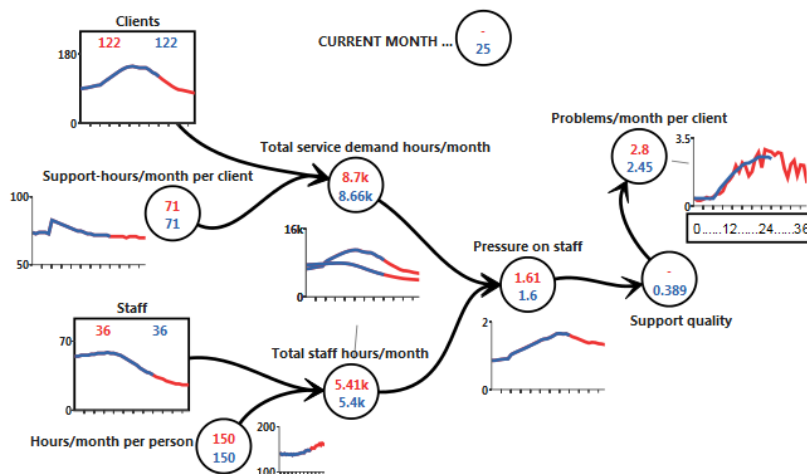 Clients
122 122
180
0
CURRENT MONTH ...
-
25
Problems/month per client
2.8
2.45
3.5
0
0......12......24......36
Total service demand hours/month
8.7k
8.66k
Support-hours/month per client
71
71
100
50
16k
0
Pressure on staff
1.61
1.6
-
0.389
Support quality
2
0
Staff
36 36
70
0
Total staff hours/month
5.41k
5.4k
Hours/month per person
150
150
200
100